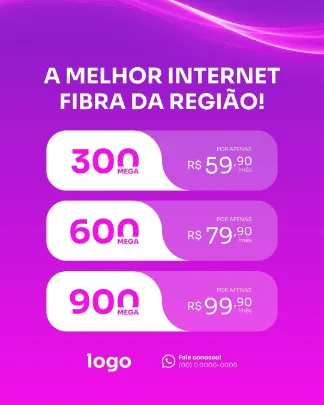 A MELHOR INTERNET
FIBRA DA REGIÃO!
300
MEGA
POR APENAS
R$ 59,90
/mês
600
MEGA
POR APENAS
R$ 79,90
/mês
900
MEGA
POR APENAS
R$ 99,90
/mês
logo
Fale conosco!
(00) 0.0000-0000